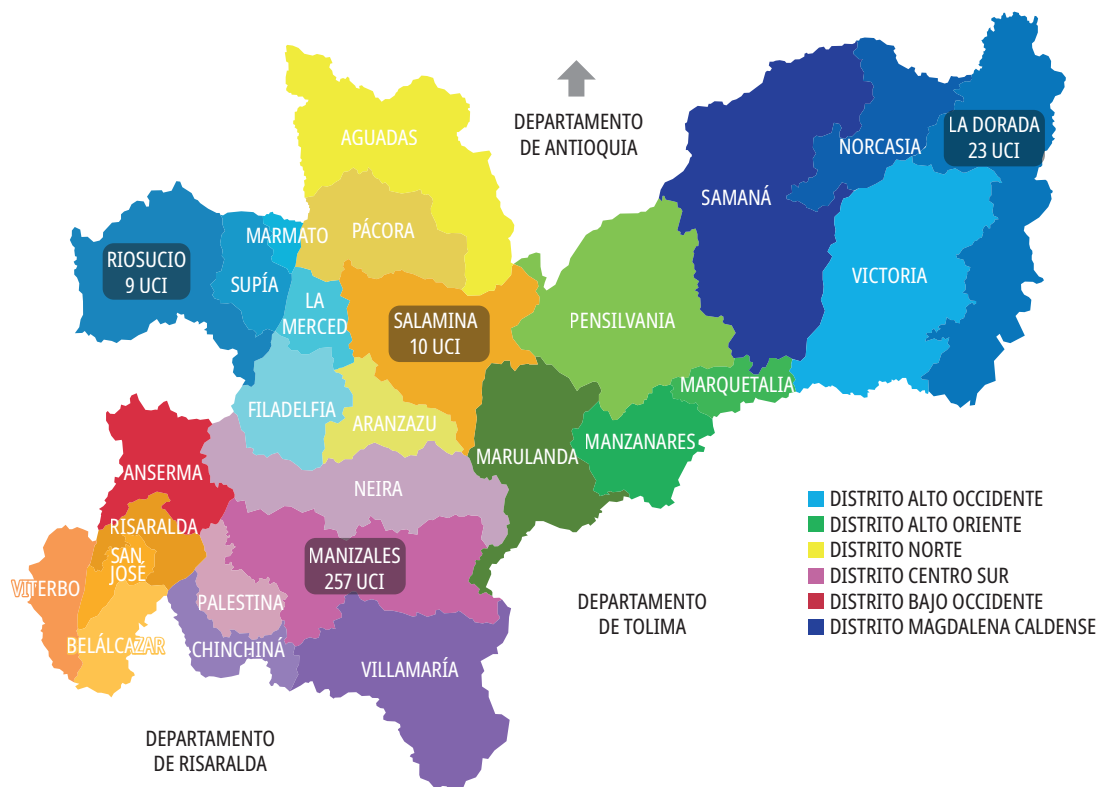 AGUADAS
DEPARTAMENTO
DE ANTIOQUIA
LA DORADA
23 UCI
NORCASIA
SAMANÁ
PÁCORA
MARMATO
RIOSUCIO
9 UCI
SUPÍA
VICTORIA
LA
MERCED
SALAMINA
10 UCI
PENSILVANIA
MARQUETALIA
FILADELFIA
ARANZAZU
MANZANARES
MARULANDA
ANSERMA
NEIRA
RISARALDA
SAN
JOSÉ
MANIZALES
257 UCI
VITERBO
PALESTINA
BELÁLCAZAR
CHINCHINÁ
VILLAMARÍA
DISTRITO ALTO OCCIDENTE
DISTRITO ALTO ORIENTE
DISTRITO NORTE
DISTRITO CENTRO SUR
DISTRITO BAJO OCCIDENTE
DISTRITO MAGDALENA CALDENSE
DEPARTAMENTO
DE TOLIMA
DEPARTAMENTO
DE RISARALDA